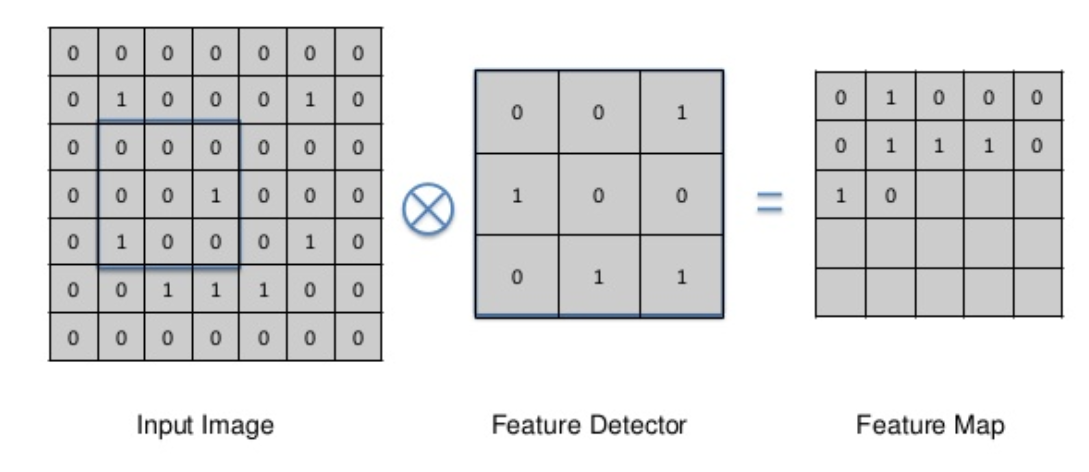 0 0 0 0 0 0 0
0 1 0 0 0 1 0
0 0 0 0 0 0 0
0 0 0 1 0 0 0
0 1 0 0 0 1 0
0 0 1 1 1 0 0
0 0 0 0 0 0 0
Input Image
0 0 1
1 0 0
0 1 1
Feature Detector
=
0 1 0 0 0
0 1 1 1 0
1 0
Feature Map